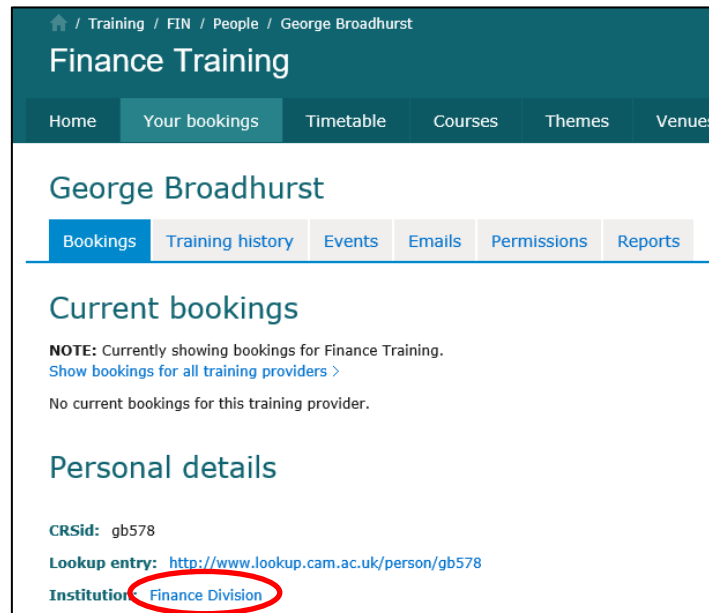 / Training / FIN / People / George Broadhurst
Finance Training
Home Your bookings Timetable Courses Themes Venues
George Broadhurst
Bookings Training history Events Emails Permissions Reports
Current bookings
NOTE: Currently showing bookings for Finance Training.
Show bookings for all training providers >
No current bookings for this training provider.
Personal details
CRSid: gb578
Lookup entry: http://www.lookup.cam.ac.uk/person/gb578
Institution: Finance Division